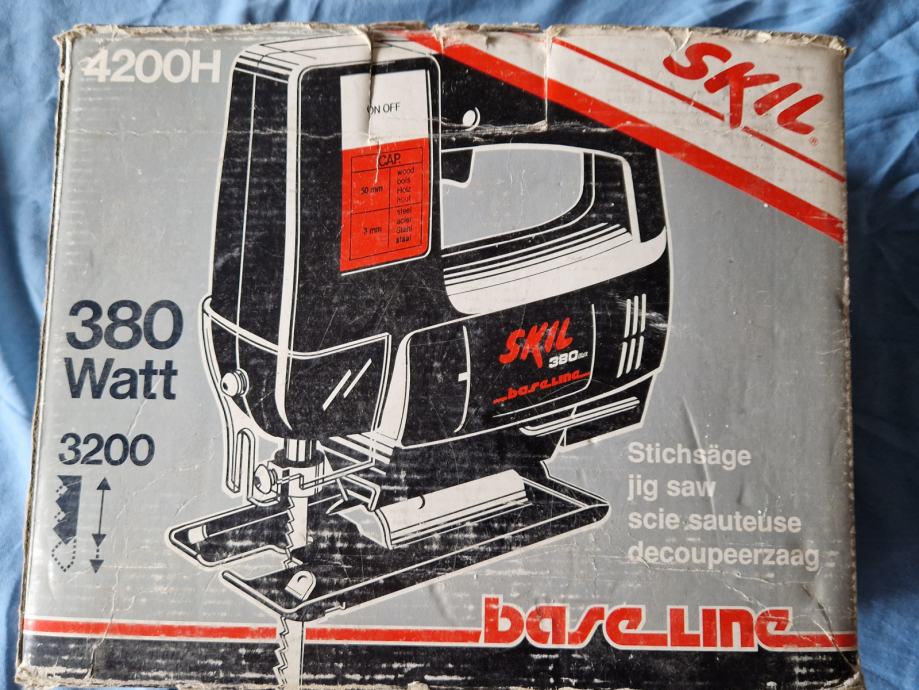 4200H
SKIL®
ON OFF
CAP.
50 mm
wood
bois
Holz
hout
3 mm
steel
acier
Stahl
staal
380
Watt
SKIL
380
base LINE
3200
Stichsäge
jig saw
scie sauteuse
decoupeerzaag
base LINE